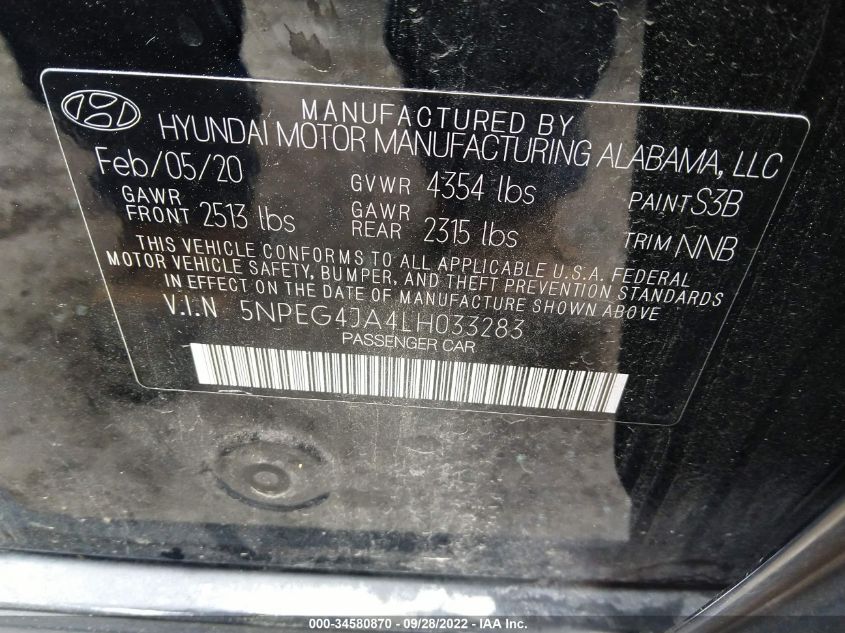 MANUFACTURED BY
HYUNDAI MOTOR MANUFACTURING ALABAMA, LLC
Feb/05/20 GVWR 4354 lbs PAINT S3B
GAWR FRONT 2513 lbs GAWR REAR 2315 lbs TRIM NNB
THIS VEHICLE CONFORMS TO ALL APPLICABLE U.S.A. FEDERAL
MOTOR VEHICLE SAFETY, BUMPER, AND THEFT PREVENTION STANDARDS
IN EFFECT ON THE DATE OF MANUFACTURE SHOWN ABOVE
V.I.N 5NPEG4JA4LH033283
PASSENGER CAR
000-34580870 - 09/28/2022 - IAA Inc.